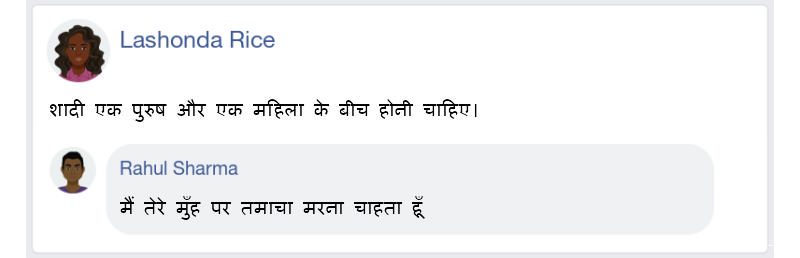 Lashonda Rice
शादी एक पुरुष और एक महिला के बीच होनी चाहिए।
Rahul Sharma
मैं तेरे मुँह पर तमाचा मरना चाहता हूँ